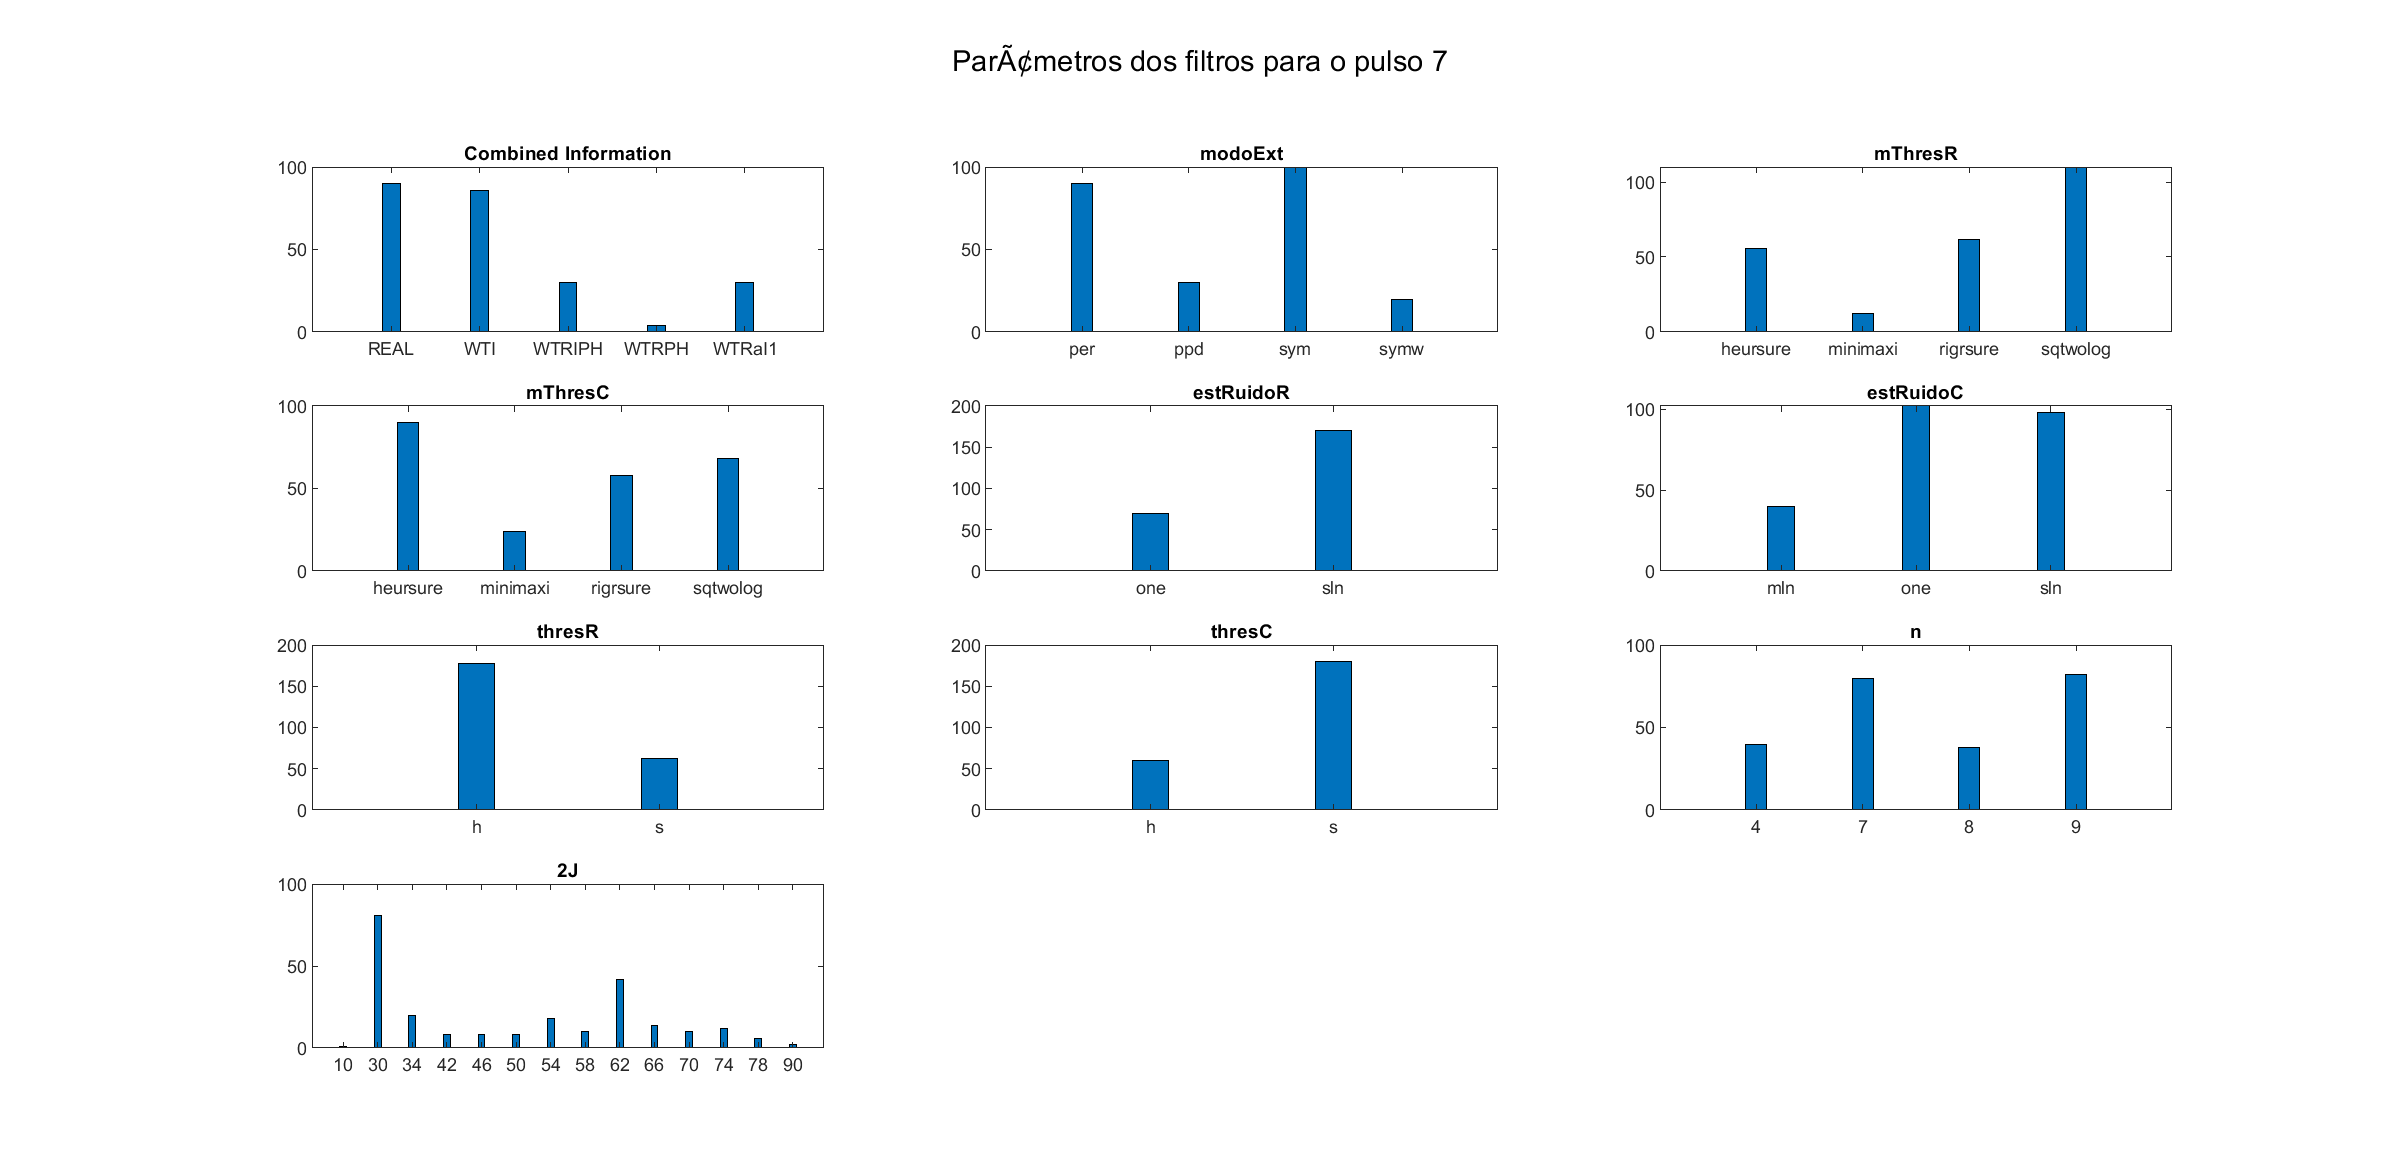 ParÃ¢metros dos filtros para o pulso 7
Combined Information
100
50
0
REAL WTI WTRIPH WTRPH WTRaI1
modoExt
100
50
0
per ppd sym symw
mThresR
100
50
0
heursure minimaxi rigrsure sqtwolog
mThresC
100
50
0
heursure minimaxi rigrsure sqtwolog
estRuidoR
200
150
100
50
0
one sln
estRuidoC
100
50
0
mln one sln
thresR
200
150
100
50
0
h s
thresC
200
150
100
50
0
h s
n
100
50
0
4 7 8 9
2J
100
50
0
10 30 34 42 46 50 54 58 62 66 70 74 78 90